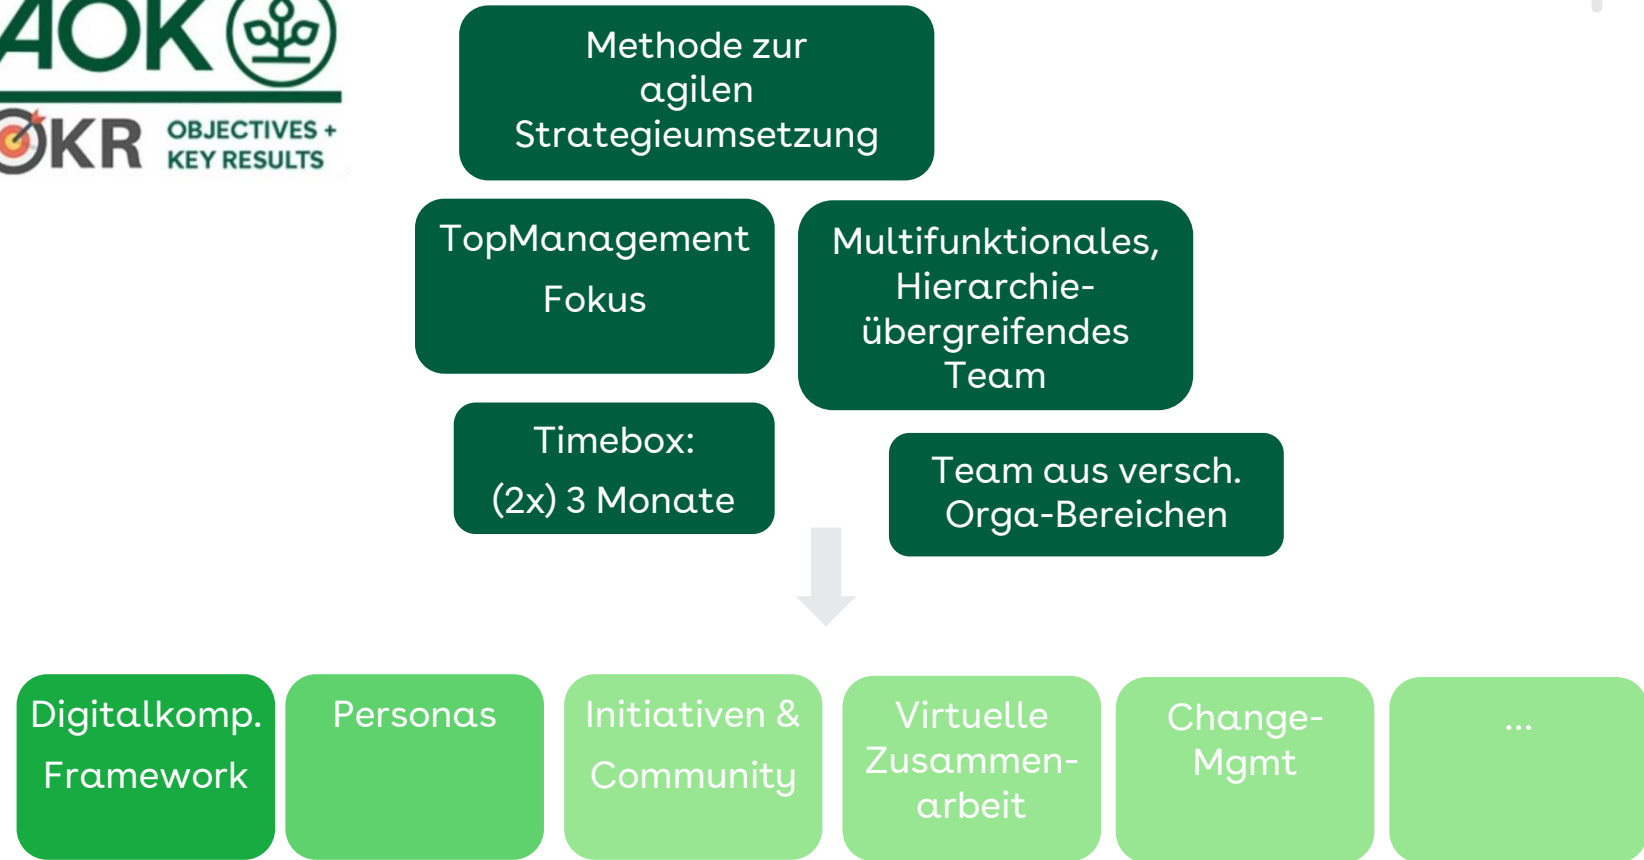 AOK
OKR
OBJECTIVES +
KEY RESULTS
Methode zur
agilen
Strategieumsetzung
TopManagement
Fokus
Multifunktionales,
Hierarchie-
übergreifendes
Team
Timebox:
(2x) 3 Monate
Team aus versch.
Orga-Bereichen
Digitalkomp.
Framework
Personas
Initiativen &
Community
Virtuelle
Zusammen-
arbeit
Change-
Mgmt
...